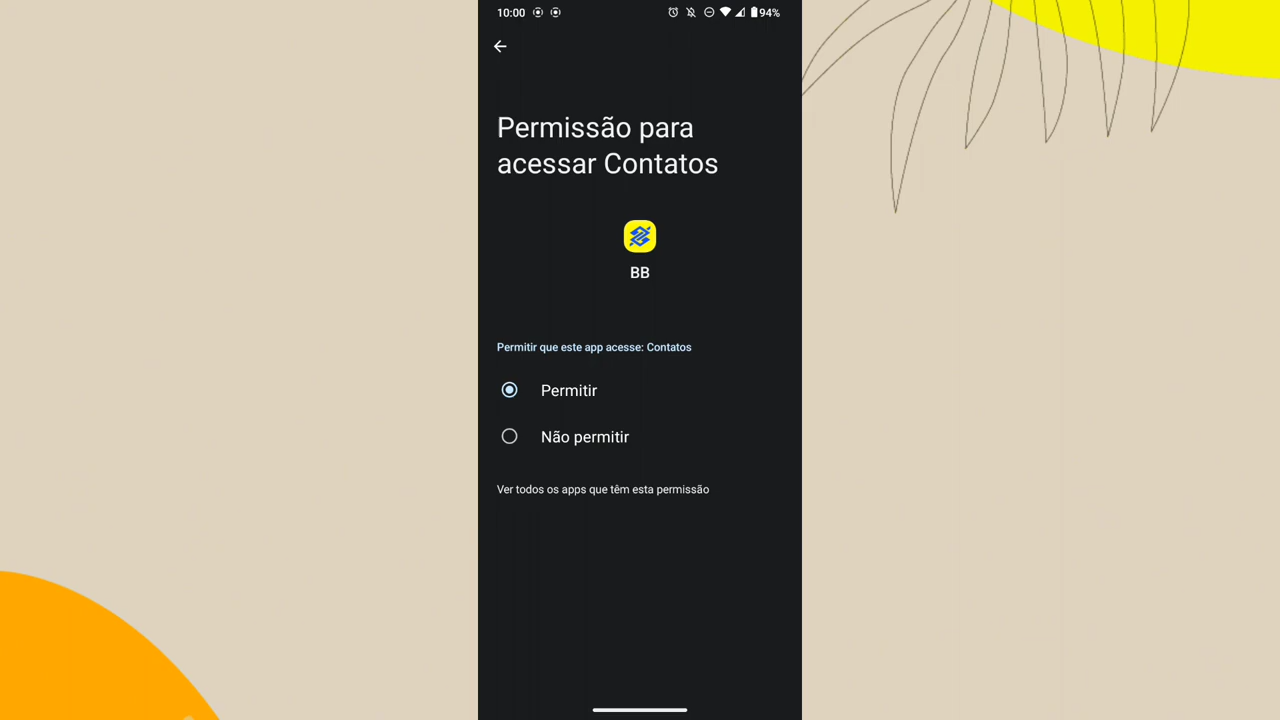 10:00
94%
Permissão para
acessar Contatos
BB
Permitir que este app acesse: Contatos
Permitir
Não permitir
Ver todos os apps que têm esta permissão